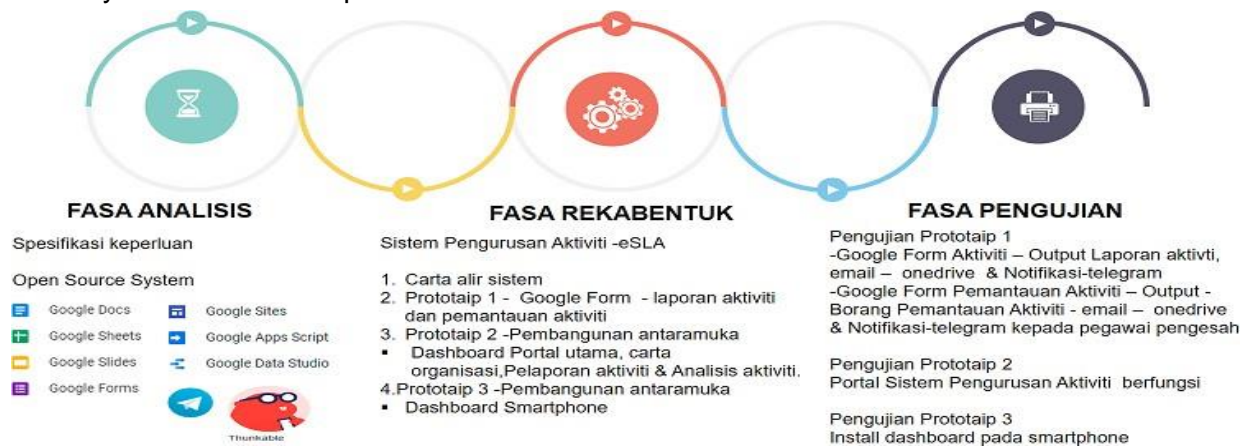 FASA ANALISIS
Spesifikasi keperluan
Open Source System
Google Docs
Google Sheets
Google Slides
Google Forms
Google Sites
Google Apps Script
Google Data Studio
Thunkable
FASA REKABENTUK
Sistem Pengurusan Aktiviti -eSLA
1. Carta alir sistem
2. Prototaip 1 - Google Form - laporan aktiviti
dan pemantauan aktiviti
3. Prototaip 2 -Pembangunan antaramuka
▪ Dashboard Portal utama, carta
organisasi,Pelaporan aktiviti & Analisis aktiviti.
4.Prototaip 3 -Pembangunan antaramuka
▪ Dashboard Smartphone
FASA PENGUJIAN
Pengujian Prototaip 1
-Google Form Aktiviti – Output Laporan aktivti,
email – onedrive & Notifikasi-telegram
-Google Form Pemantauan Aktiviti – Output -
Borang Pemantauan Aktiviti - email – onedrive
& Notifikasi-telegram kepada pegawai pengesah
Pengujian Prototaip 2
Portal Sistem Pengurusan Aktiviti berfungsi
Pengujian Prototaip 3
Install dashboard pada smartphone